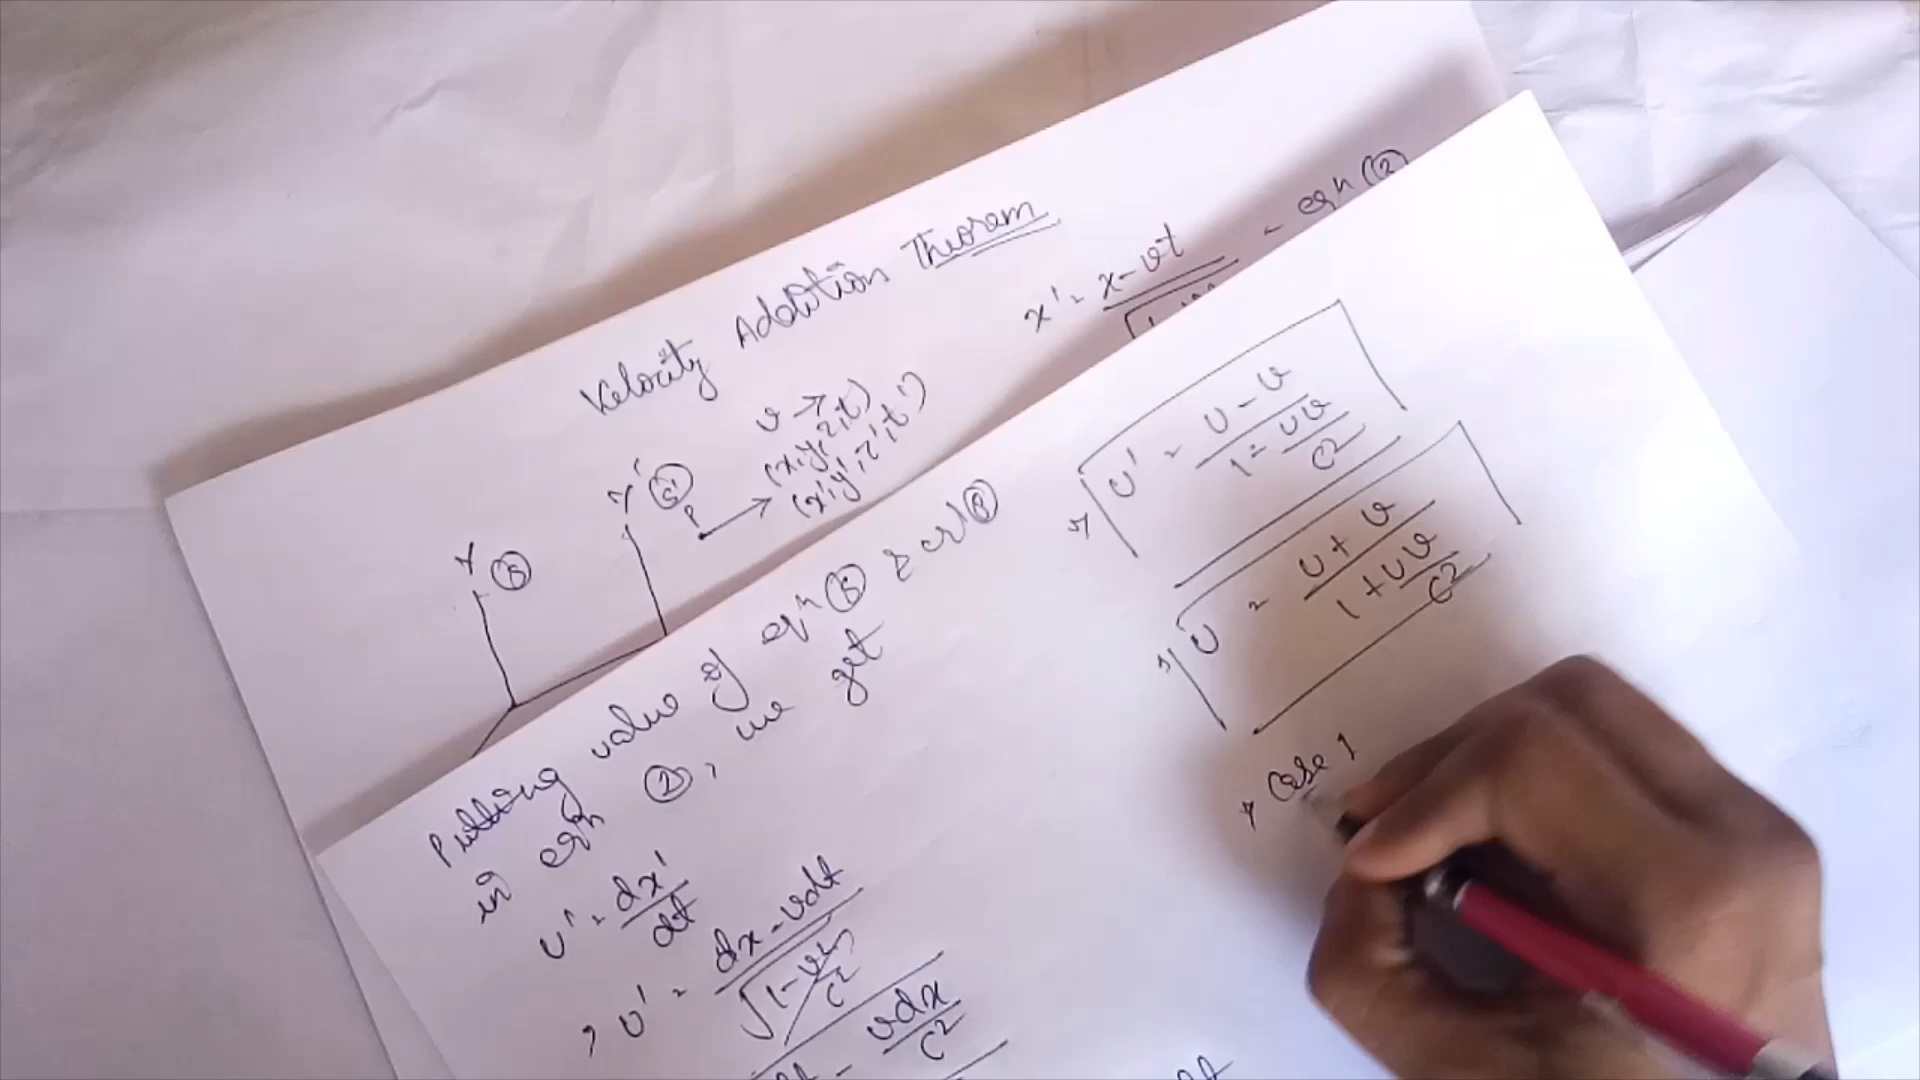 Velocity Addition Theorem
v →
(x,y,z,t)
(x',y',z',t')
Y' (S')
P
Y (S)
x' = x-vt - eqn (2)
Putting value of eqn (5) & eqn
in eqn (2), we get
u' = dx'/dt
, u' = dx-vdt
√1-v²/c²
- vdx/c²
u' = u-v
1-uv/c²
u = u+v
1+uv/c²
* Case 1